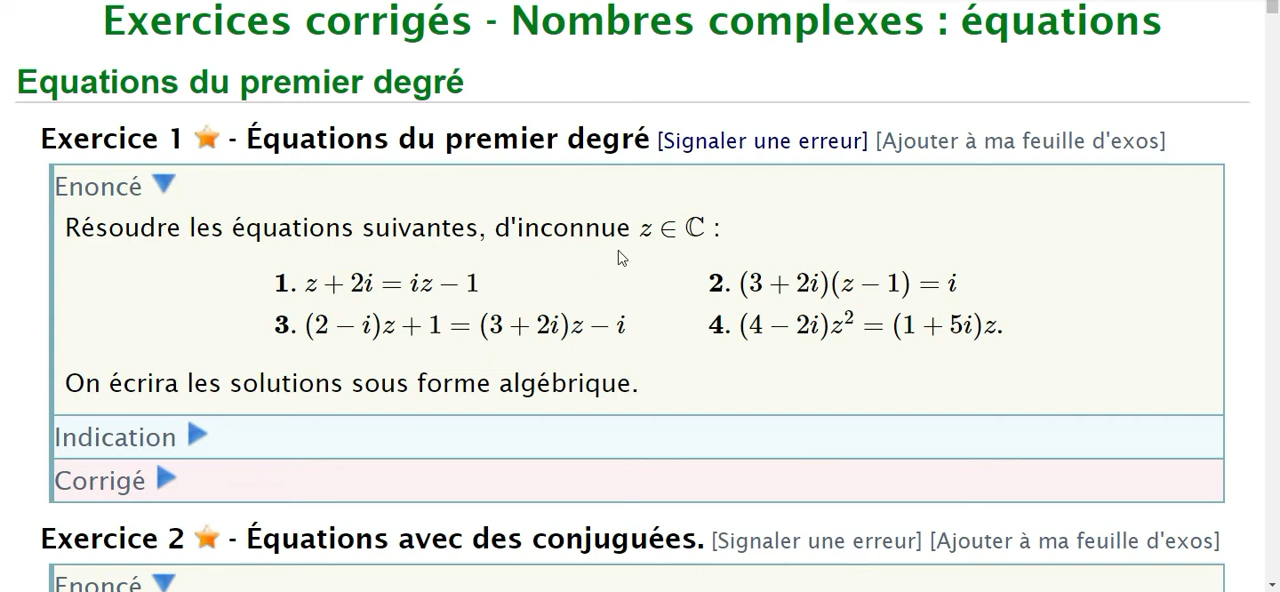 Exercices corrigés - Nombres complexes : équations
Equations du premier degré
Exercice 1 - Équations du premier degré [Signaler une erreur] [Ajouter à ma feuille d'exos]
Enoncé
Résoudre les équations suivantes, d'inconnue z ∈ ℂ :
1. z + 2i = iz − 1 2. (3 + 2i)(z − 1) = i
3. (2 − i)z + 1 = (3 + 2i)z − i 4. (4 − 2i)z² = (1 + 5i)z.
On écrira les solutions sous forme algébrique.
Indication
Corrigé
Exercice 2 - Équations avec des conjuguées. [Signaler une erreur] [Ajouter à ma feuille d'exos]
Enoncé